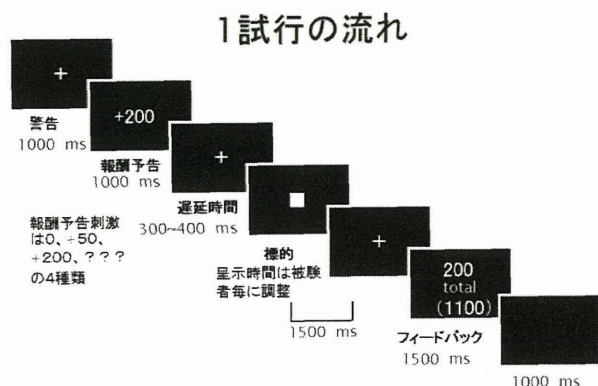 1試行の流れ
+
警告
1000 ms
+200
報酬予告
1000 ms
+
遅延時間
300~400 ms
標的
呈示時間は被験
者毎に調整
+
1500 ms
200
total
(1100)
フィードバック
1500 ms
1000 ms
報酬予告刺激
は0、+50、
+200、???
の4種類